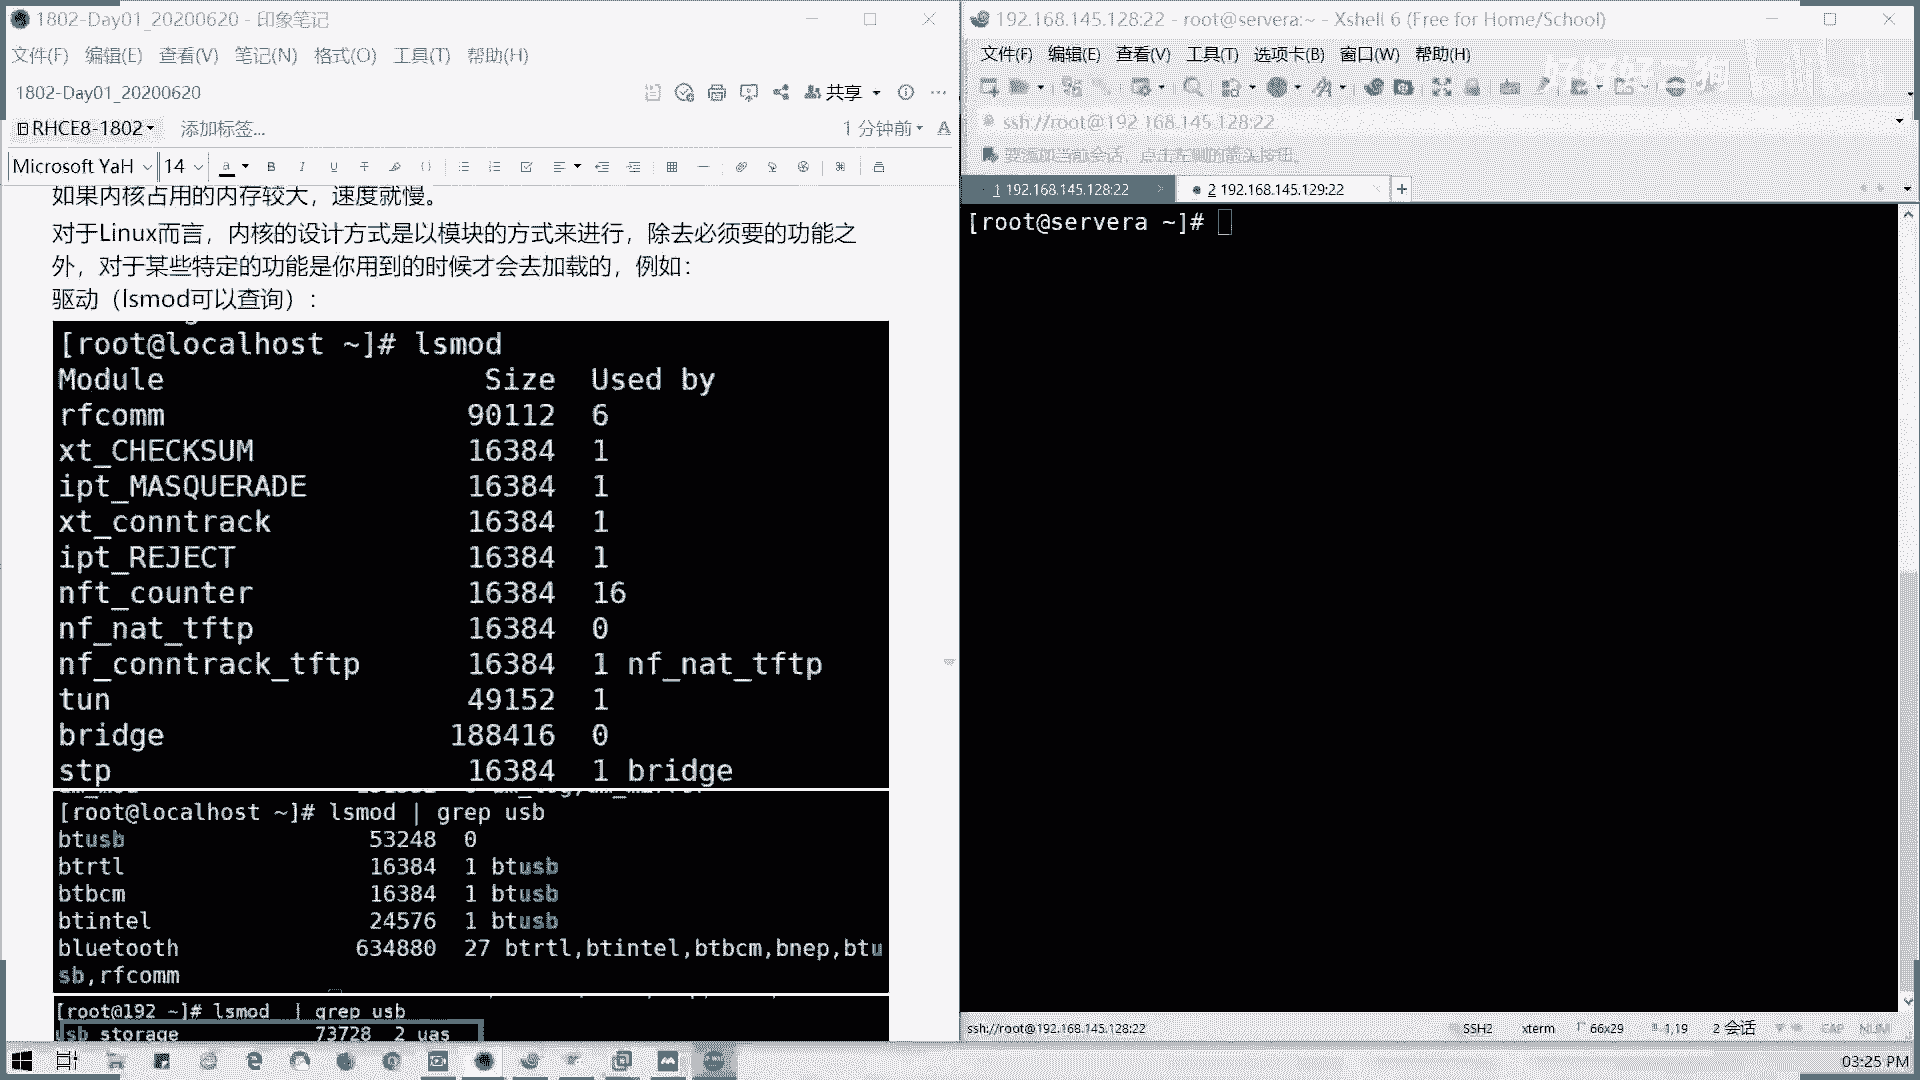 1802-Day01_20200620 - 印象笔记
文件(F) 编辑(E) 查看(V) 笔记(N) 格式(O) 工具(T) 帮助(H)
1802-Day01_20200620
共享
RHCE8-1802 添加标签...
1 分钟前
Microsoft YaH 14
如果内核占用的内存较大，速度就慢。
对于Linux而言，内核的设计方式是以模块的方式来进行，除去必须要的功能之
外，对于某些特定的功能是你用到的时候才会去加载的，例如：
驱动（lsmod可以查询）：
[root@localhost ~]# lsmod
Module Size Used by
rfcomm 90112 6
xt_CHECKSUM 16384 1
ipt_MASQUERADE 16384 1
xt_conntrack 16384 1
ipt_REJECT 16384 1
nft_counter 16384 16
nf_nat_tftp 16384 0
nf_conntrack_tftp 16384 1 nf_nat_tftp
tun 49152 1
bridge 188416 0
stp 16384 1 bridge
[root@localhost ~]# lsmod | grep usb
btusb 53248 0
btrtl 16384 1 btusb
btbcm 16384 1 btusb
btintel 24576 1 btusb
bluetooth 634880 27 btrtl,btintel,btbcm,bnep,btu
sb,rfcomm
[root@192 ~]# lsmod | grep usb
usb_storage 73728 2 uas
192.168.145.128:22 - root@servera:~ - Xshell 6 (Free for Home/School)
文件(F) 编辑(E) 查看(V) 工具(T) 选项卡(B) 窗口(W) 帮助(H)
ssh://root@192.168.145.128:22
要添加当前会话，点击左侧的箭头按钮。
1 192.168.145.128:22
2 192.168.145.129:22
[root@servera ~]#
ssh://root@192.168.145.128:22
SSH2 xterm 66x29 1,19 2 会话 CAP NUM
03:25 PM